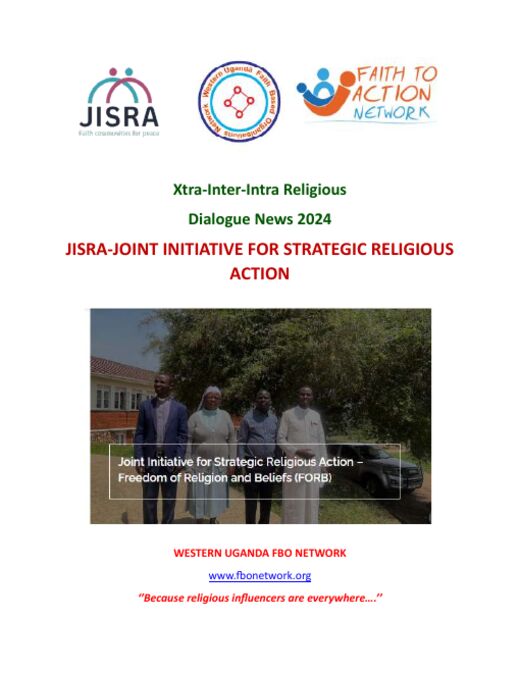 JISRA
Faith communities for peace
Western Uganda Faith Based Organisations Network
FAITH TO
ACTION
NETWORK
Xtra-Inter-Intra Religious
Dialogue News 2024
JISRA-JOINT INITIATIVE FOR STRATEGIC RELIGIOUS
ACTION
Joint Initiative for Strategic Religious Action –
Freedom of Religion and Beliefs (FORB)
WESTERN UGANDA FBO NETWORK
www.fbonetwork.org
‘‘Because religious influencers are everywhere….’’